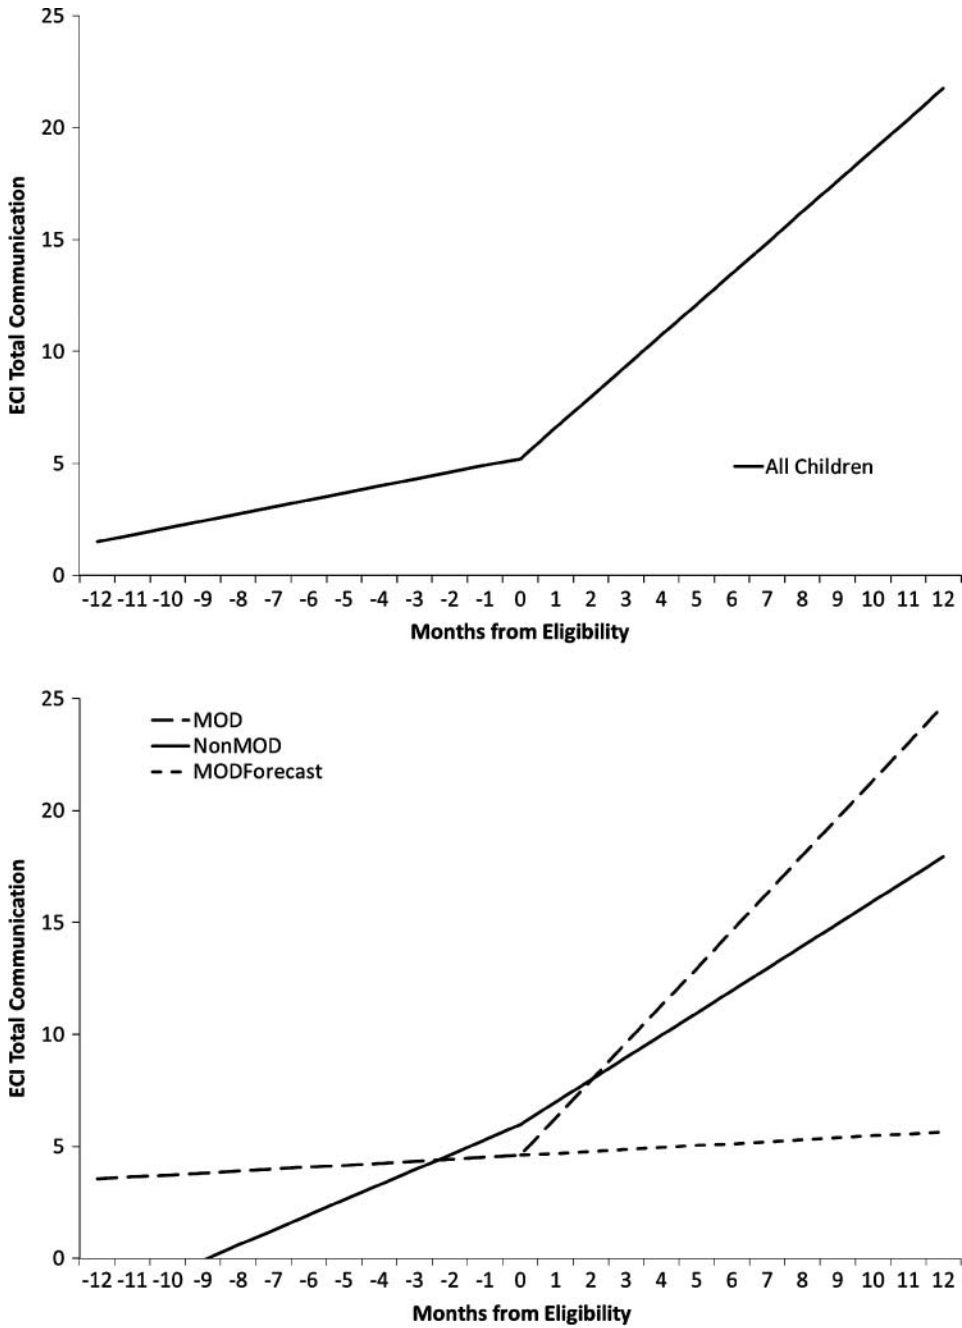 25
20
15
10
5
0
ECI Total Communication
All Children
-12 -11 -10 -9 -8 -7 -6 -5 -4 -3 -2 -1 0 1 2 3 4 5 6 7 8 9 10 11 12
Months from Eligibility
25
20
15
10
5
0
ECI Total Communication
MOD
NonMOD
MODForecast
-12 -11 -10 -9 -8 -7 -6 -5 -4 -3 -2 -1 0 1 2 3 4 5 6 7 8 9 10 11 12
Months from Eligibility